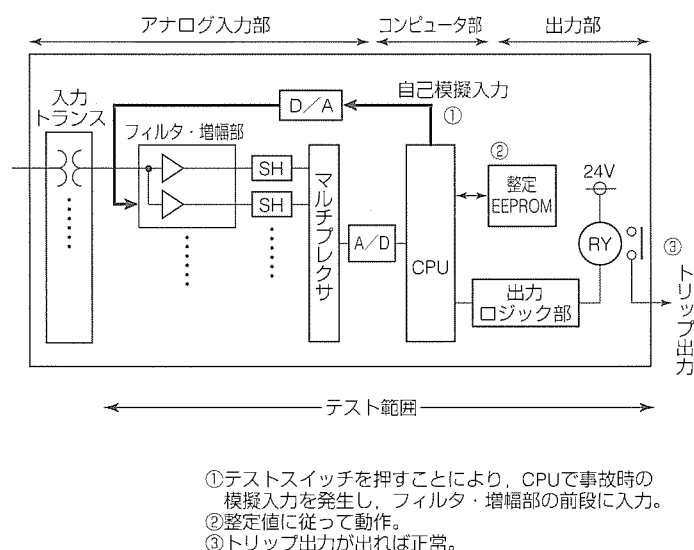 アナログ入力部
コンピュータ部
出力部
入力
トランス
フィルタ・増幅部
D/A
自己模擬入力
①
SH
SH
マルチプレクサ
A/D
CPU
②
整定
EEPROM
24V
RY
出力
ロジック部
③
トリップ出力
テスト範囲
①テストスイッチを押すことにより，CPUで事故時の
模擬入力を発生し，フィルタ・増幅部の前段に入力。
②整定値に従って動作。
③トリップ出力が出れば正常。